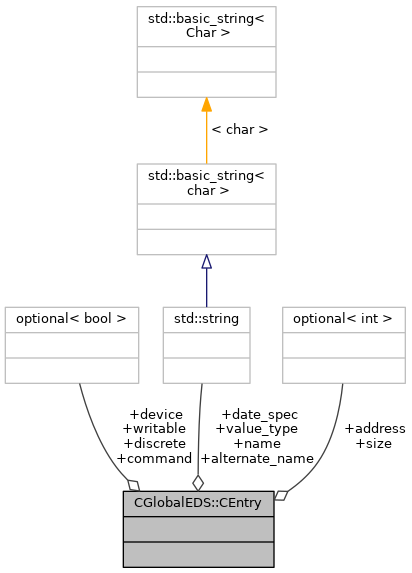 std::basic_string<
Char >
< char >
std::basic_string<
char >
optional< bool >
std::string
optional< int >
+device
+writable
+discrete
+command
+date_spec
+value_type
+name
+alternate_name
+address
+size
CGlobalEDS::CEntry